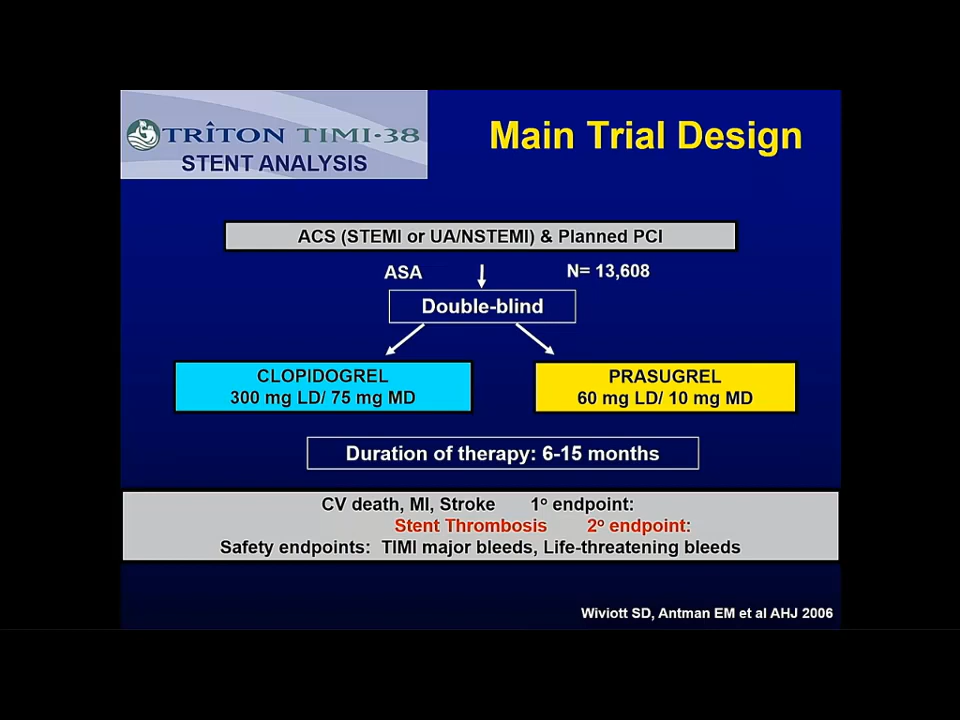 TRITON TIMI·38
STENT ANALYSIS
Main Trial Design
ACS (STEMI or UA/NSTEMI) & Planned PCI
ASA
N= 13,608
Double-blind
CLOPIDOGREL
300 mg LD/ 75 mg MD
PRASUGREL
60 mg LD/ 10 mg MD
Duration of therapy: 6-15 months
CV death, MI, Stroke 1º endpoint:
Stent Thrombosis 2º endpoint:
Safety endpoints: TIMI major bleeds, Life-threatening bleeds
Wiviott SD, Antman EM et al AHJ 2006